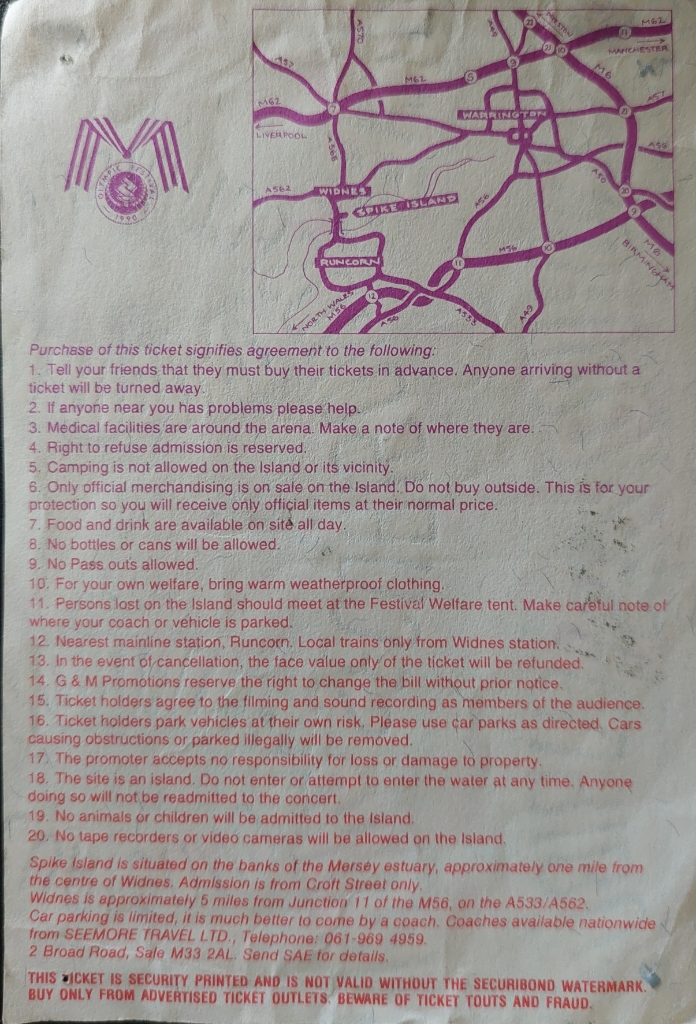 A570
A49
22
PRESTON
M62
11
MANCHESTER
21
10
9
A57
M62
8
M6
M62
7
WARRINGTON
21
A57
LIVERPOOL
A568
A56
A50
A562
WIDNES
SPIKE ISLAND
A56
20
9
OLYMPIC
1990
M56
10
RUNCORN
11
M6
BIRMINGHAM
12
NORTH WALES
M56
A56
A533
A49
Purchase of this ticket signifies agreement to the following:
1. Tell your friends that they must buy their tickets in advance. Anyone arriving without a
ticket will be turned away.
2. If anyone near you has problems please help.
3. Medical facilities are around the arena. Make a note of where they are.
4. Right to refuse admission is reserved.
5. Camping is not allowed on the Island or its vicinity.
6. Only official merchandising is on sale on the Island. Do not buy outside. This is for your
protection so you will receive only official items at their normal price.
7. Food and drink are available on site all day.
8. No bottles or cans will be allowed.
9. No Pass outs allowed.
10. For your own welfare, bring warm weatherproof clothing.
11. Persons lost on the Island should meet at the Festival Welfare tent. Make careful note of
where your coach or vehicle is parked.
12. Nearest mainline station, Runcorn. Local trains only from Widnes station.
13. In the event of cancellation, the face value only of the ticket will be refunded.
14. G & M Promotions reserve the right to change the bill without prior notice.
15. Ticket holders agree to the filming and sound recording as members of the audience.
16. Ticket holders park vehicles at their own risk. Please use car parks as directed. Cars
causing obstructions or parked illegally will be removed.
17. The promoter accepts no responsibility for loss or damage to property.
18. The site is an island. Do not enter or attempt to enter the water at any time. Anyone
doing so will not be readmitted to the concert.
19. No animals or children will be admitted to the Island.
20. No tape recorders or video cameras will be allowed on the Island.
Spike Island is situated on the banks of the Mersey estuary, approximately one mile from
the centre of Widnes. Admission is from Croft Street only.
Widnes is approximately 5 miles from Junction 11 of the M56, on the A533/A562.
Car parking is limited, it is much better to come by a coach. Coaches available nationwide
from SEEMORE TRAVEL LTD., Telephone: 061-969 4959.
2 Broad Road, Sale M33 2AL. Send SAE for details.
THIS TICKET IS SECURITY PRINTED AND IS NOT VALID WITHOUT THE SECURIBOND WATERMARK.
BUY ONLY FROM ADVERTISED TICKET OUTLETS. BEWARE OF TICKET TOUTS AND FRAUD.